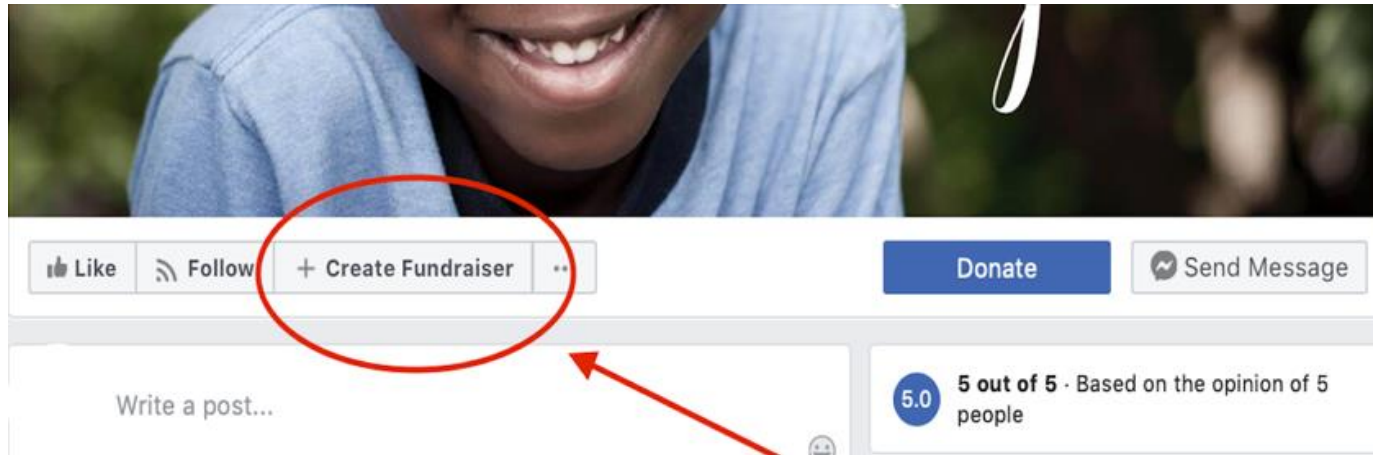 Like Follow + Create Fundraiser ··
Donate Send Message
Write a post...
5.0
5 out of 5 · Based on the opinion of 5
people